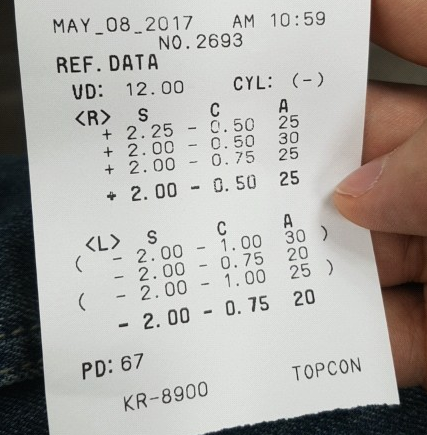 MAY_08_2017 AM 10:59
NO.2693
REF. DATA
VD: 12.00 CYL: (-)
<R> S C A
+ 2.25 - 0.50 25
+ 2.00 - 0.50 30
+ 2.00 - 0.75 25
+ 2.00 - 0.50 25
<L> S C A
( - 2.00 - 1.00 30 )
- 2.00 - 0.75 20
( - 2.00 - 1.00 25 )
- 2.00 - 0.75 20
PD: 67
KR-8900 TOPCON